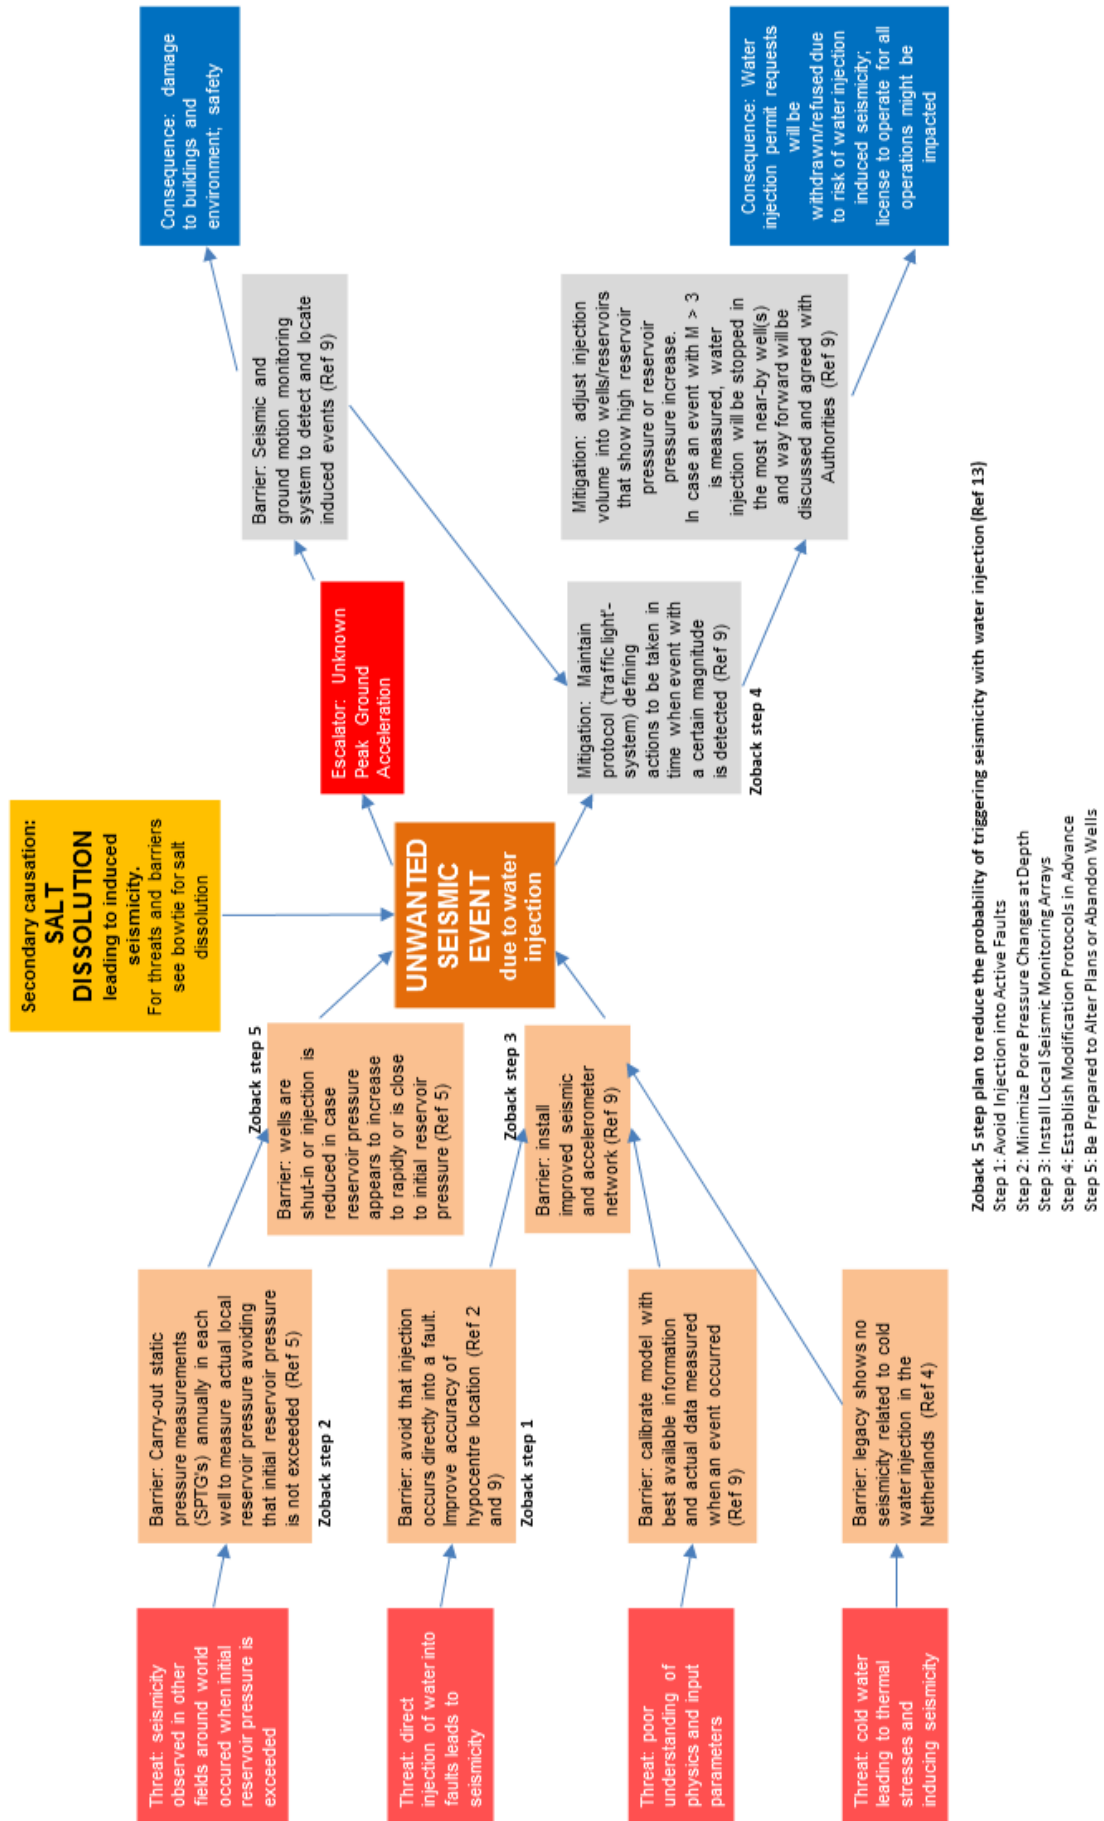 Secondary causation:
SALT
DISSOLUTION
leading to induced
seismicity.
For threats and barriers
see bowtie for salt
dissolution
Threat: seismicity
observed in other
fields around world
occured when initial
reservoir pressure is
exceeded
Barrier: Carry-out static
pressure measurements
(SPTG's) annually in each
well to measure actual local
reservoir pressure avoiding
that initial reservoir pressure
is not exceeded (Ref 5)
Zoback step 2
Zoback step 5
Barrier: wells are
shut-in or injection is
reduced in case
reservoir pressure
appears to increase
to rapidly or is close
to initial reservoir
pressure (Ref 5)
Threat: direct
injection of water into
faults leads to
seismicity
Barrier: avoid that injection
occurs directly into a fault.
Improve accuracy of
hypocentre location (Ref 2
and 9)
Zoback step 1
Zoback step 3
Barrier: install
improved seismic
and accelerometer
network (Ref 9)
Threat: poor
understanding of
physics and input
parameters
Barrier: calibrate model with
best available information
and actual data measured
when an event occurred
(Ref 9)
Threat: cold water
leading to thermal
stresses and
inducing seismicity
Barrier: legacy shows no
seismicity related to cold
water injection in the
Netherlands (Ref 4)
UNWANTED
SEISMIC
EVENT
due to water
injection
Escalator: Unknown
Peak Ground
Acceleration
Barrier: Seismic and
ground motion monitoring
system to detect and locate
induced events (Ref 9)
Consequence: damage
to buildings and
environment; safety
Mitigation: Maintain
protocol ('traffic light'-
system) defining
actions to be taken in
time when event with
a certain magnitude
is detected (Ref 9)
Zoback step 4
Mitigation: adjust injection
volume into wells/reservoirs
that show high reservoir
pressure or reservoir
pressure increase.
In case an event with M > 3
is measured, water
injection will be stopped in
the most near-by well(s)
and way forward will be
discussed and agreed with
Authorities (Ref 9)
Consequence: Water
injection permit requests
will be
withdrawn/refused due
to risk of water injection
induced seismicity;
license to operate for all
operations might be
impacted
Zoback 5 step plan to reduce the probability of triggering seismicity with water injection (Ref 13)
Step 1: Avoid Injection into Active Faults
Step 2: Minimize Pore Pressure Changes at Depth
Step 3: Install Local Seismic Monitoring Arrays
Step 4: Establish Modification Protocols in Advance
Step 5: Be Prepared to Alter Plans or Abandon Wells